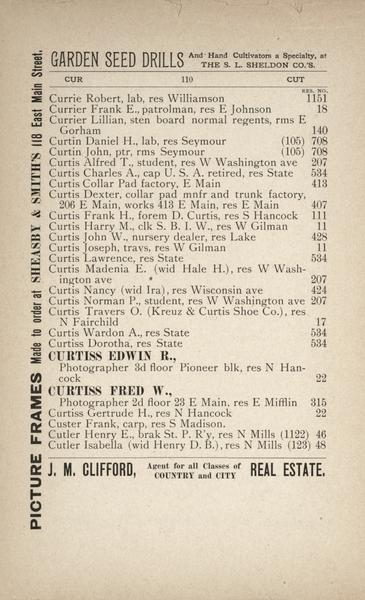 GARDEN SEED DRILLS And Hand Cultivators a Specialty, at
THE S. L. SHELDON CO.'S.
CUR 110 CUT
RES. NO.
Currie Robert, lab, res Williamson 1151
Currier Frank E., patrolman, res E Johnson 18
Currier Lillian, sten board normal regents, rms E
Gorham 140
Curtin Daniel H., lab, res Seymour (105) 708
Curtin John, ptr, rms Seymour (105) 708
Curtis Alfred T., student, res W Washington ave 207
Curtis Charles A., cap U. S. A. retired, res State 534
Curtis Collar Pad factory, E Main 413
Curtis Dexter, collar pad mnfr and trunk factory,
206 E Main, works 413 E Main, res E Main 407
Curtis Frank H., forem D. Curtis, res S Hancock 111
Curtis Harry M., clk S. B. I. W., res W Gilman 11
Curtis John W., nursery dealer, res Lake 428
Curtis Joseph, travs, res W Gilman 11
Curtis Lawrence, res State 534
Curtis Madenia E. (wid Hale H.), res W Wash-
ington ave 207
Curtis Nancy (wid Ira), res Wisconsin ave 424
Curtis Norman P., student, res W Washington ave 207
Curtis Travers O. (Kreuz & Curtis Shoe Co.), res
N Fairchild 17
Curtis Wardon A., res State 534
Curtiss Dorotha, res State 534
CURTISS EDWIN R.,
Photographer 3d floor Pioneer blk, res N Han-
cock 22
CURTISS FRED W.,
Photographer 2d floor 23 E Main, res E Mifflin 315
Curtiss Gertrude H., res N Hancock 22
Custer Frank, carp, res S Madison.
Cutler Henry E., brak St. P. R'y, res N Mills (1122) 46
Cutler Isabella (wid Henry D. B.), res N Mills (123) 48
J. M. CLIFFORD, Agent for all Classes of
COUNTRY and CITY REAL ESTATE.
PICTURE FRAMES Made to order at SHEASBY & SMITH'S 118 East Main Street.